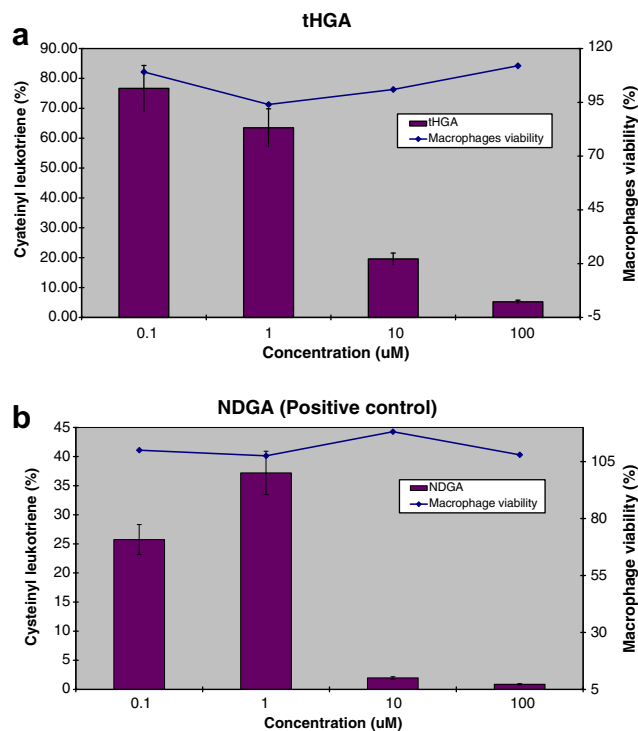 a
tHGA
90.00
80.00
70.00
60.00
50.00
40.00
30.00
20.00
10.00
0.00
Cyateinyl leukotriene (%)
120
95
70
45
20
-5
Macrophages viability (%)
tHGA
Macrophages viability
0.1 1 10 100
Concentration (uM)
b
NDGA (Positive control)
45
40
35
30
25
20
15
10
5
0
Cysteinyl leukotriene (%)
105
80
55
30
5
Macrophage viability (%)
NDGA
Macrophage viability
0.1 1 10 100
Concentration (uM)